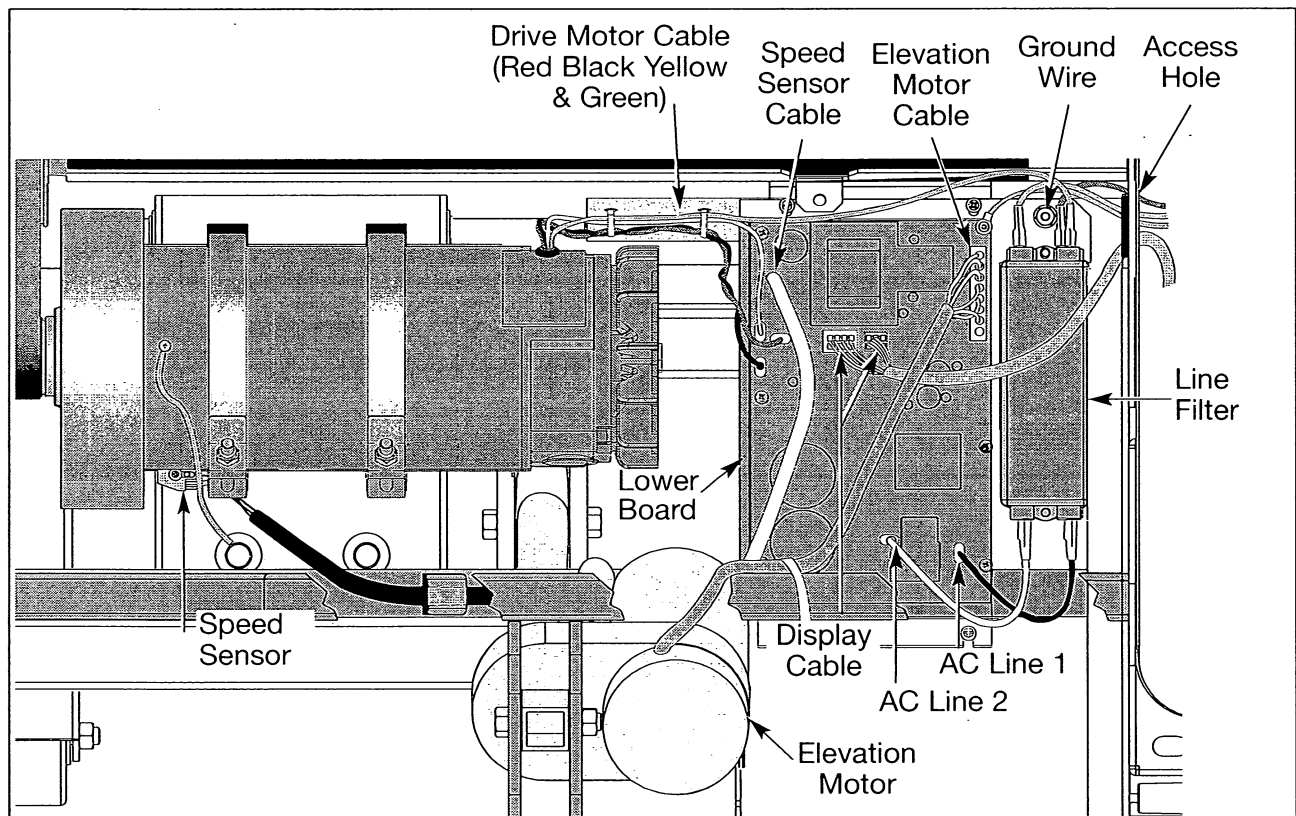 Drive Motor Cable
(Red Black Yellow
& Green)
Speed
Sensor
Cable
Elevation
Motor
Cable
Ground
Wire
Access
Hole
Line
Filter
Lower
Board
Speed
Sensor
Display
Cable
AC Line 1
AC Line 2
Elevation
Motor